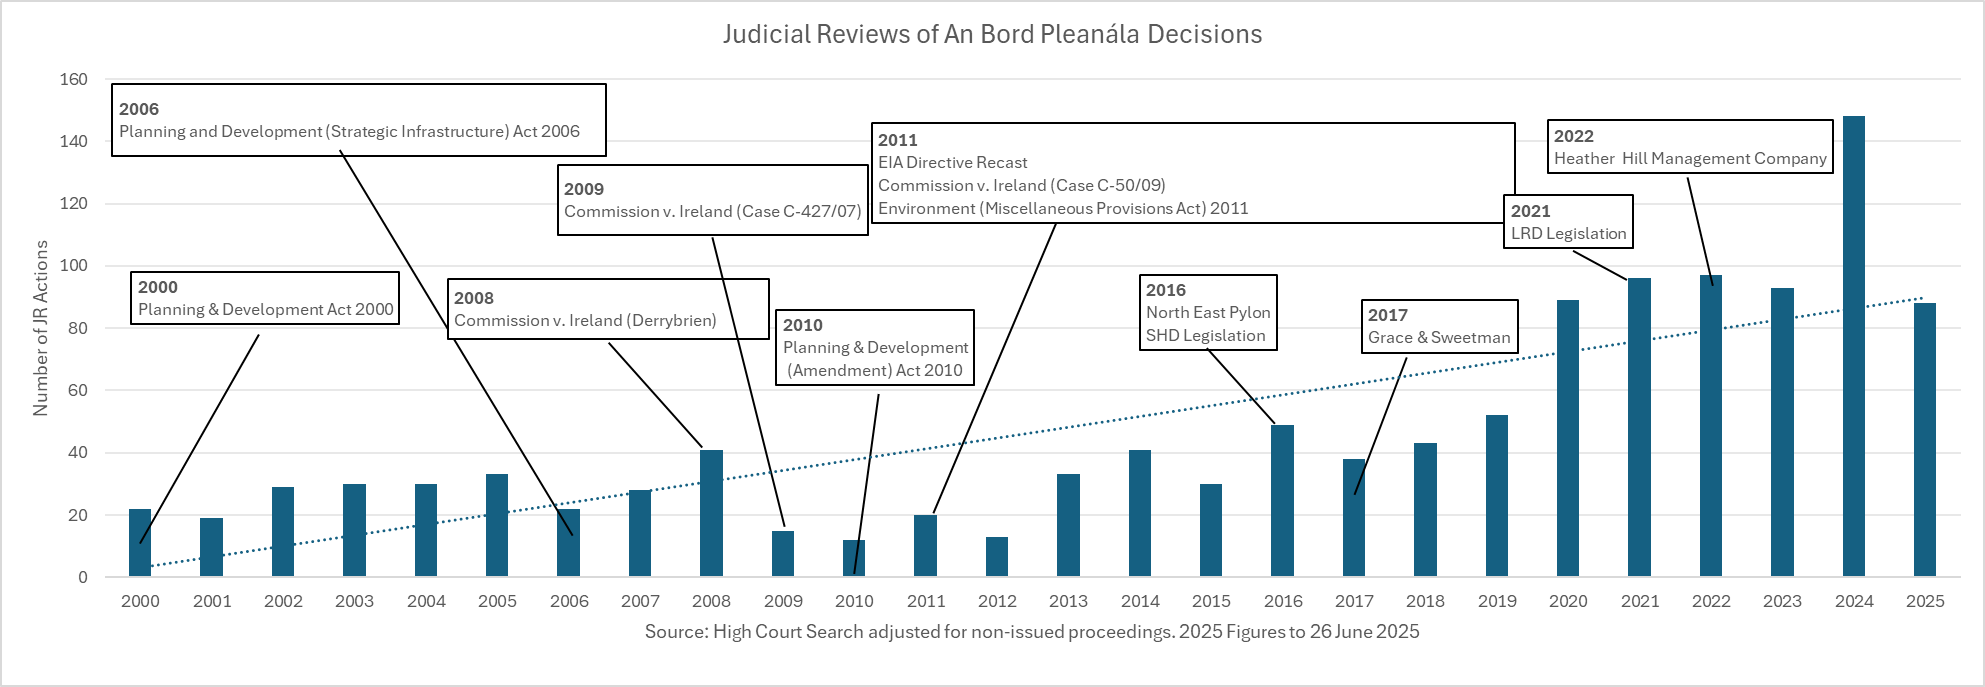 Judicial Reviews of An Bord Pleanála Decisions
Number of JR Actions
160
140
120
100
80
60
40
20
0
2006
Planning and Development (Strategic Infrastructure) Act 2006
2009
Commission v. Ireland (Case C-427/07)
2011
EIA Directive Recast
Commission v. Ireland (Case C-50/09)
Environment (Miscellaneous Provisions Act) 2011
2022
Heather  Hill Management Company
2021
LRD Legislation
2000
Planning & Development Act 2000
2008
Commission v. Ireland (Derrybrien)
2010
Planning & Development
(Amendment) Act 2010
2016
North East Pylon
SHD Legislation
2017
Grace & Sweetman
2000 2001 2002 2003 2004 2005 2006 2007 2008 2009 2010 2011 2012 2013 2014 2015 2016 2017 2018 2019 2020 2021 2022 2023 2024 2025
Source: High Court Search adjusted for non-issued proceedings. 2025 Figures to 26 June 2025